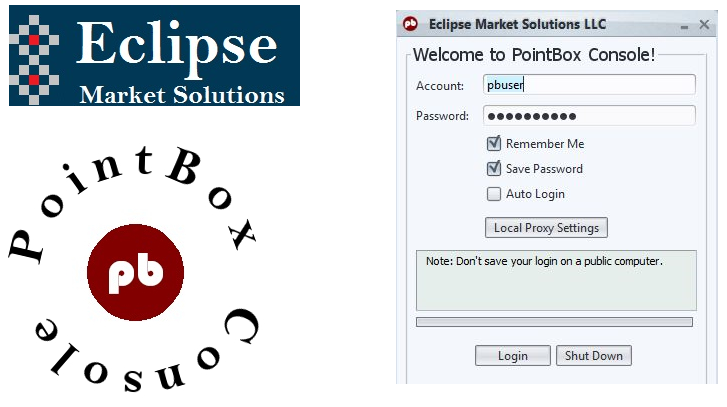 Eclipse
Market Solutions
PointBox
Console
pb
pb Eclipse Market Solutions LLC
Welcome to PointBox Console!
Account: pbuser
Password: ●●●●●●●●●●
Remember Me
Save Password
Auto Login
Local Proxy Settings
Note: Don't save your login on a public computer.
Login Shut Down